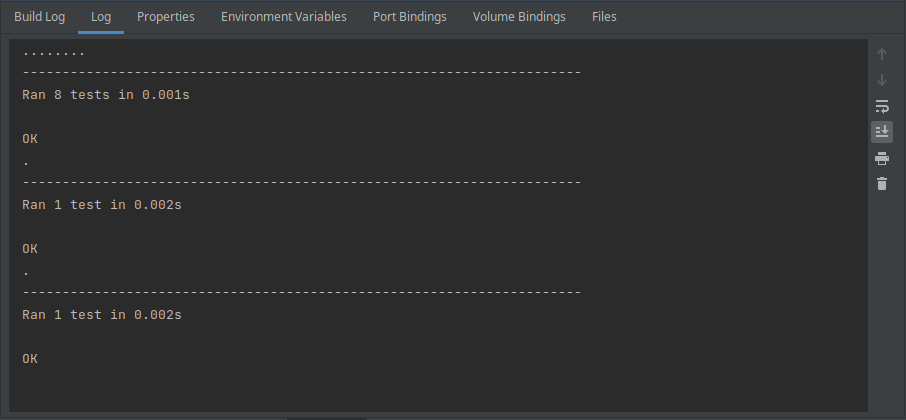 Build Log Log Properties Environment Variables Port Bindings Volume Bindings Files
........
----------------------------------------------------------------------
Ran 8 tests in 0.001s
OK
.
----------------------------------------------------------------------
Ran 1 test in 0.002s
OK
.
----------------------------------------------------------------------
Ran 1 test in 0.002s
OK